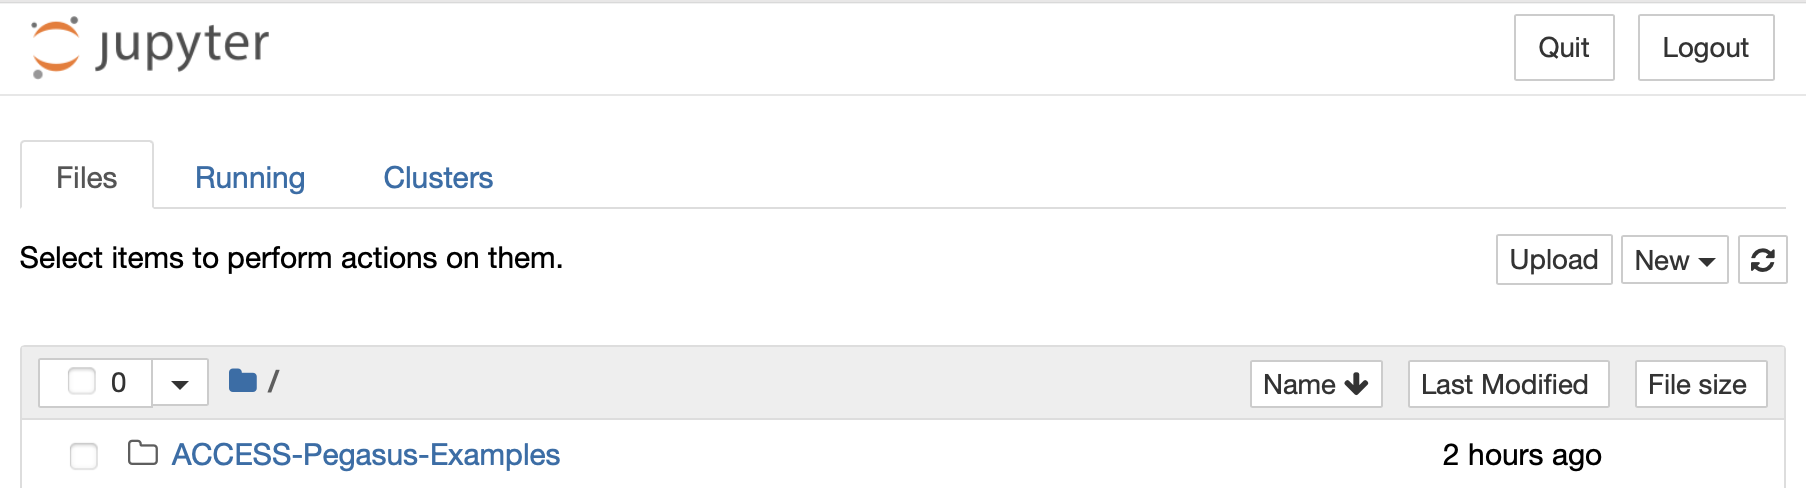 jupyter
Quit
Logout
Files
Running
Clusters
Select items to perform actions on them.
Upload
New
0
/
Name
Last Modified
File size
ACCESS-Pegasus-Examples
2 hours ago